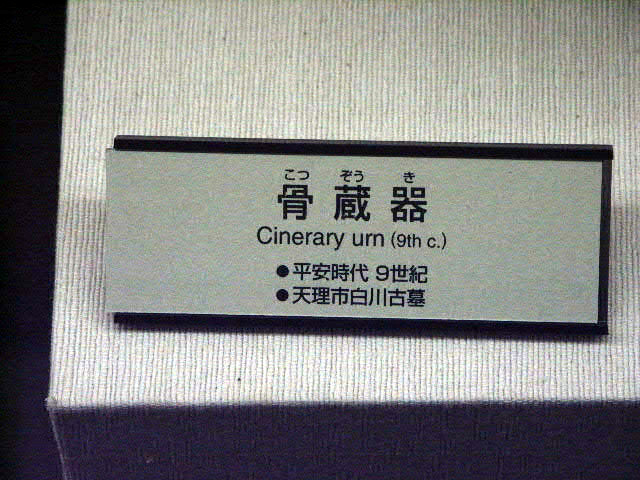 こつ ぞう き
骨蔵器
Cinerary urn (9th c.)
●平安時代 9世紀
●天理市白川古墓